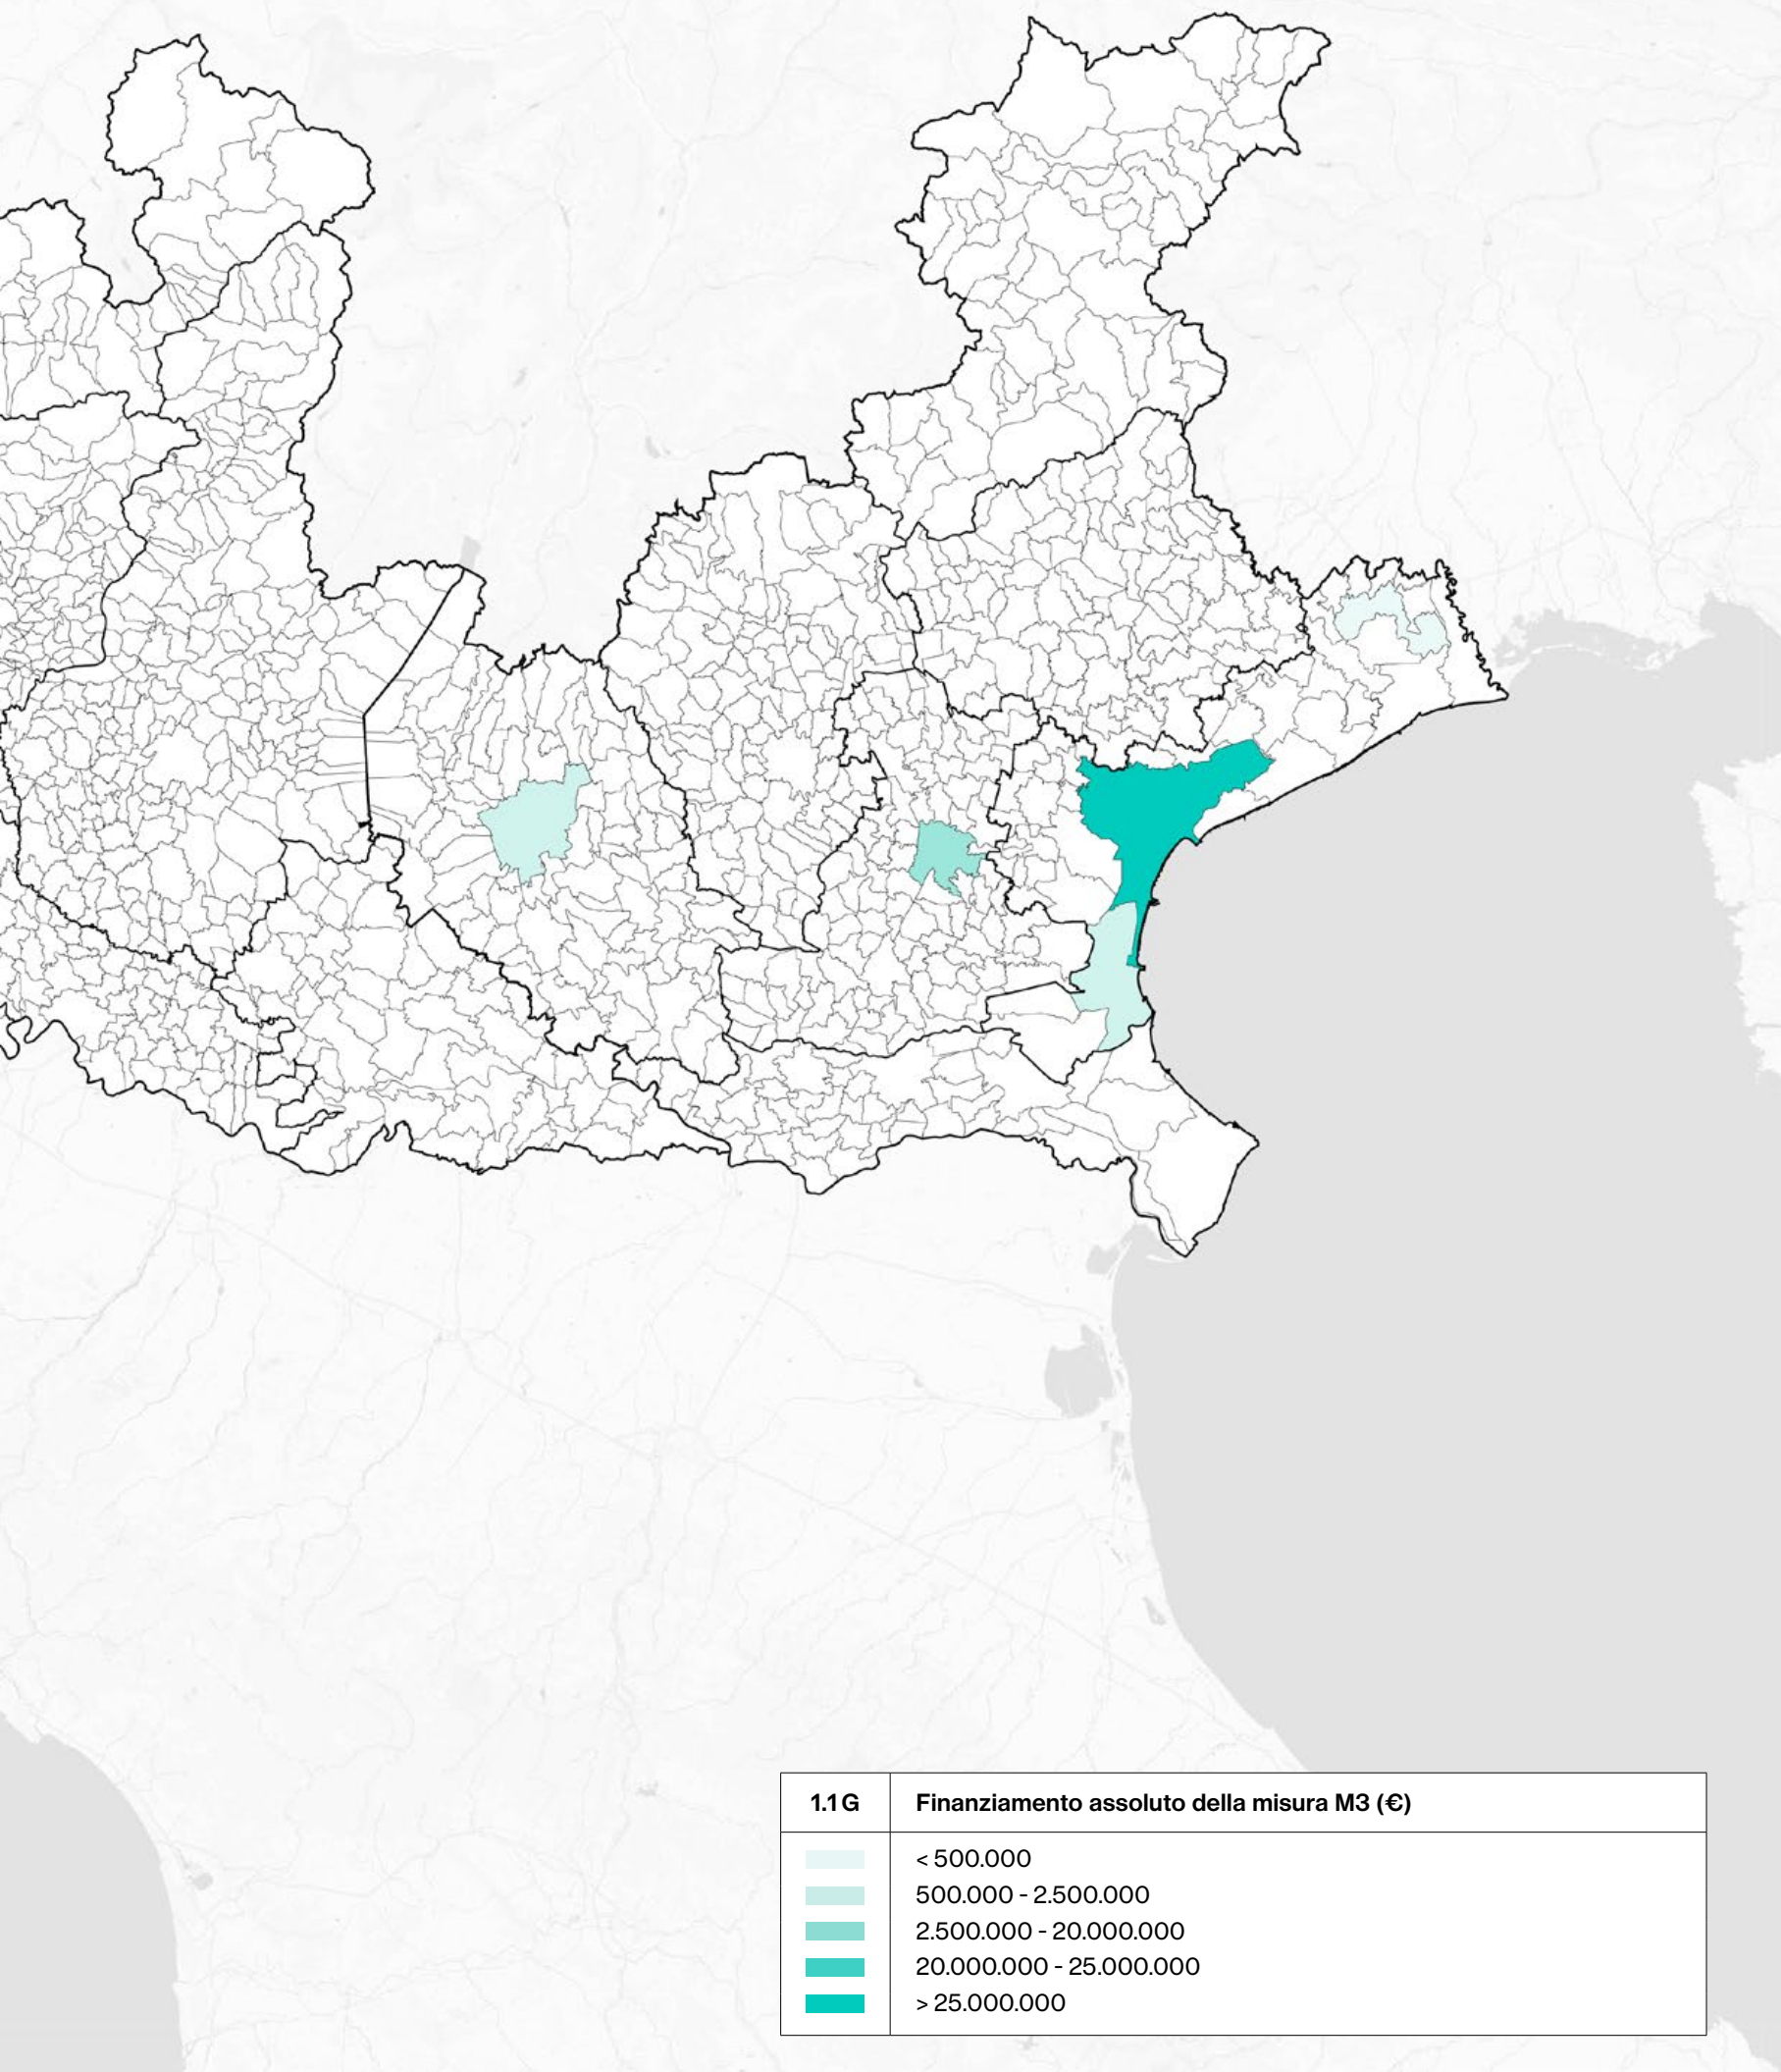 1.1 G Finanziamento assoluto della misura M3 (€)
< 500.000
500.000 - 2.500.000
2.500.000 - 20.000.000
20.000.000 - 25.000.000
> 25.000.000